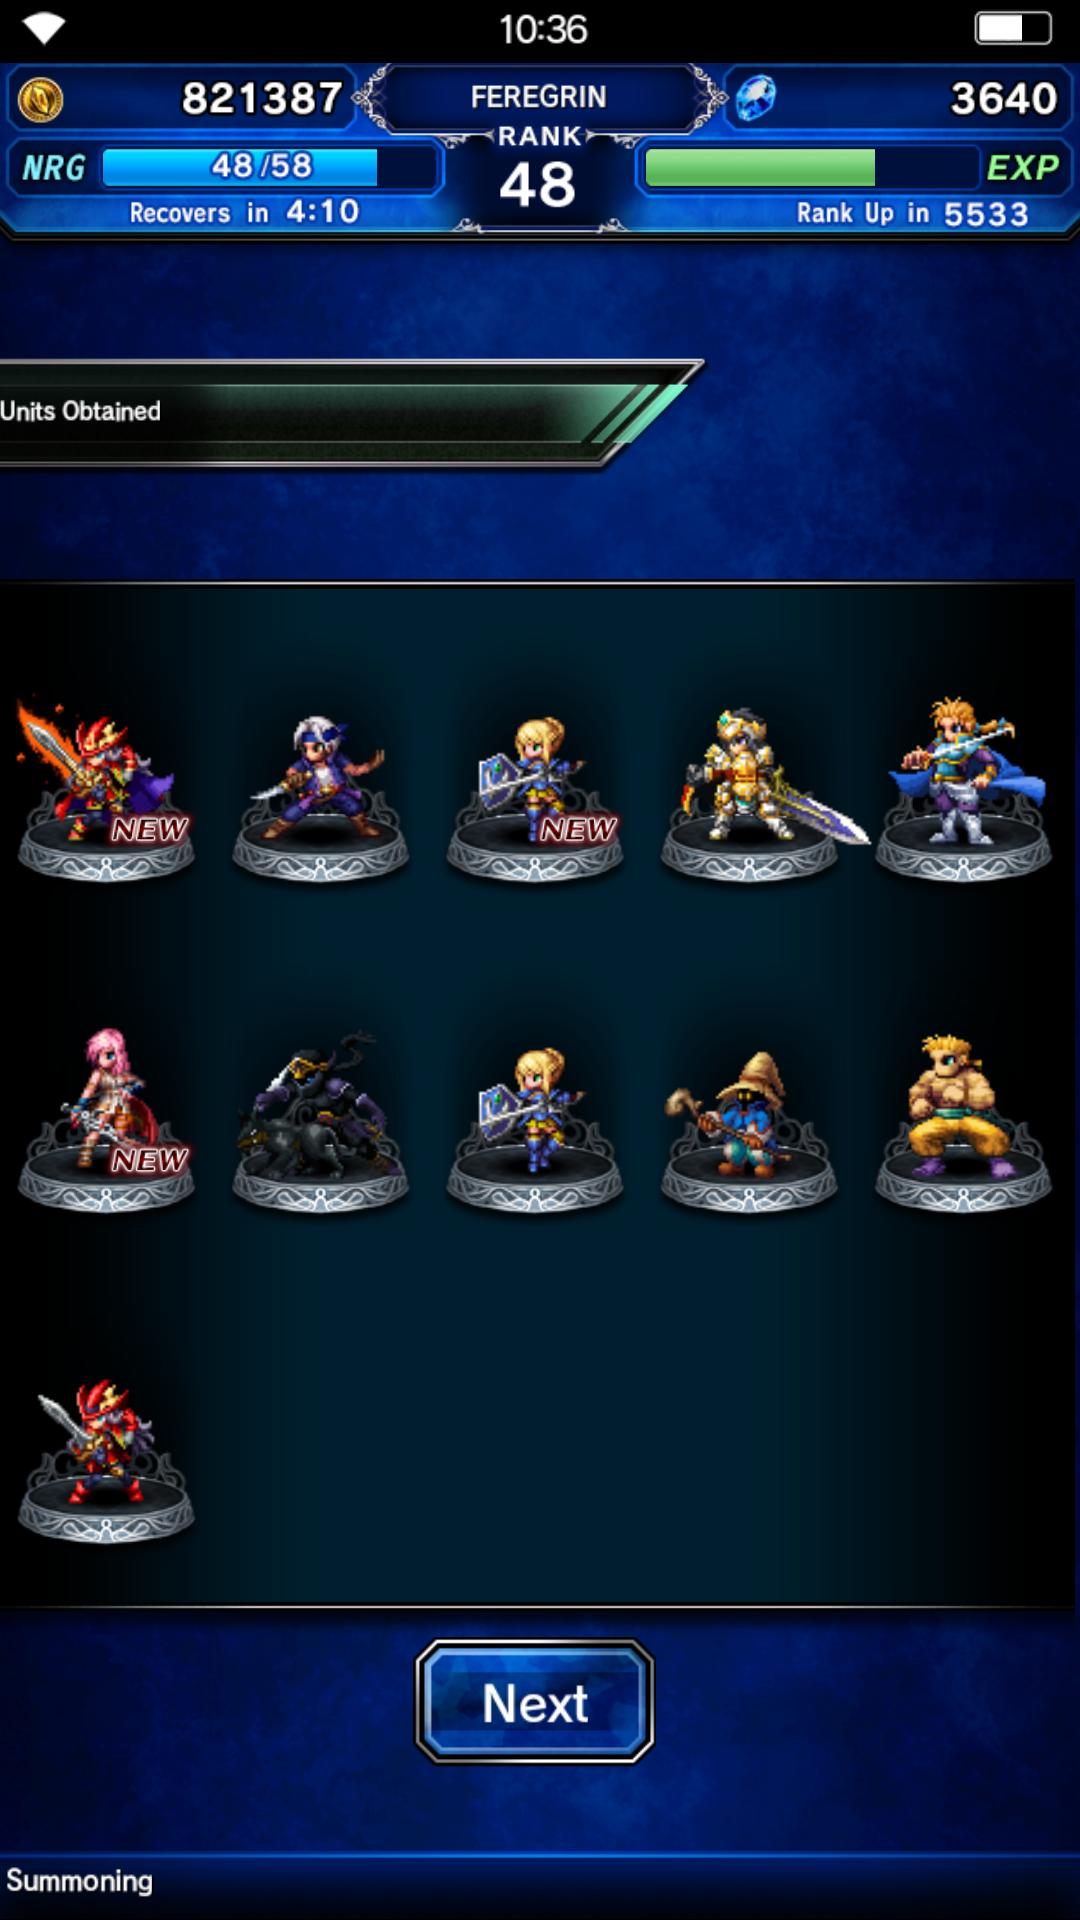 10:36
821387
FEREGRIN
3640
RANK
48
NRG
48/58
EXP
Recovers in 4:10
Rank Up in 5533
Units Obtained
NEW
NEW
NEW
Next
Summoning